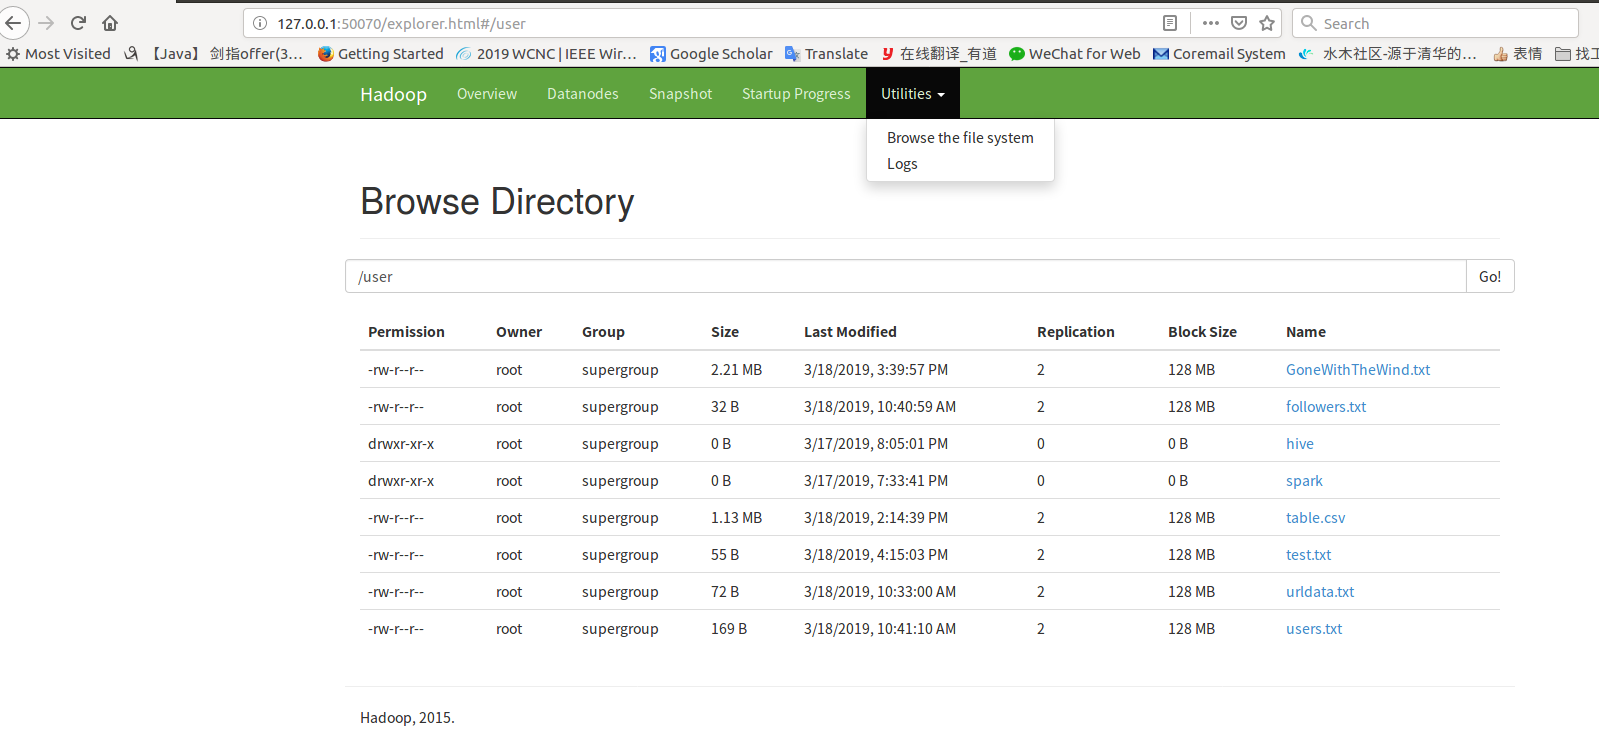 127.0.0.1:50070/explorer.html#/user Search
Most Visited 【Java】 剑指offer(3… Getting Started 2019 WCNC | IEEE Wir… Google Scholar Translate 在线翻译_有道 WeChat for Web Coremail System 水木社区-源于清华的… 表情 找工
Hadoop Overview Datanodes Snapshot Startup Progress Utilities
Browse the file system
Logs
Browse Directory
/user Go!
Permission Owner Group Size Last Modified Replication Block Size Name
-rw-r--r-- root supergroup 2.21 MB 3/18/2019, 3:39:57 PM 2 128 MB GoneWithTheWind.txt
-rw-r--r-- root supergroup 32 B 3/18/2019, 10:40:59 AM 2 128 MB followers.txt
drwxr-xr-x root supergroup 0 B 3/17/2019, 8:05:01 PM 0 0 B hive
drwxr-xr-x root supergroup 0 B 3/17/2019, 7:33:41 PM 0 0 B spark
-rw-r--r-- root supergroup 1.13 MB 3/18/2019, 2:14:39 PM 2 128 MB table.csv
-rw-r--r-- root supergroup 55 B 3/18/2019, 4:15:03 PM 2 128 MB test.txt
-rw-r--r-- root supergroup 72 B 3/18/2019, 10:33:00 AM 2 128 MB urldata.txt
-rw-r--r-- root supergroup 169 B 3/18/2019, 10:41:10 AM 2 128 MB users.txt
Hadoop, 2015.